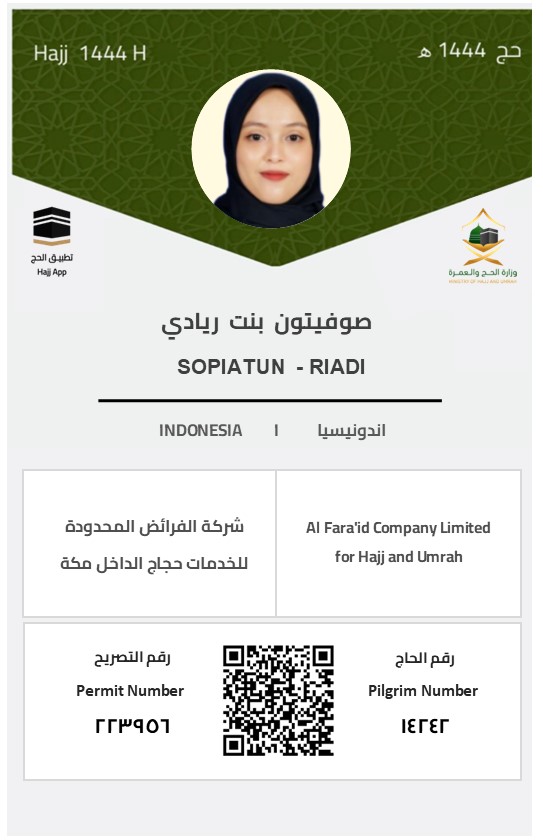 Hajj 1444 H
حج 1444 هـ
تطبيق الحج
Hajj App
وزارة الحج والعمرة
MINISTRY OF HAJJ AND UMRAH
صوفيتون بنت ريادي
SOPIATUN - RIADI
INDONESIA | اندونيسيا
شركة الفرائض المحدودة
للخدمات حجاج الداخل مكة
Al Fara'id Company Limited
for Hajj and Umrah
رقم التصريح
Permit Number
٢٢٣٩٥٦
رقم الحاج
Pilgrim Number
١٤٢٤٢